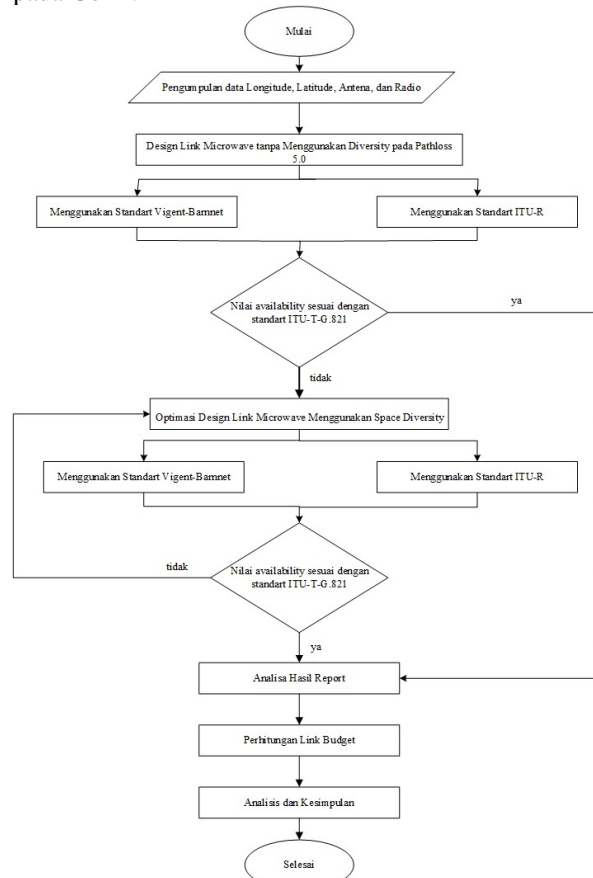 Mulai
Pengumpulan data Longitude, Latitude, Antena, dan Radio
Design Link Microwave tanpa Menggunakan Diversity pada Pathloss
5.0
Menggunakan Standart Vigent-Barnnet
Menggunakan Standart ITU-R
Nilai availability sesuai dengan
standart ITU-T-G.821
ya
tidak
Optimasi Design Link Microwave Menggunakan Space Diversity
Menggunakan Standart Vigent-Barnnet
Menggunakan Standart ITU-R
Nilai availability sesuai dengan
standart ITU-T-G.821
tidak
ya
Analisa Hasil Report
Perhitungan Link Budget
Analisis dan Kesimpulan
Selesai